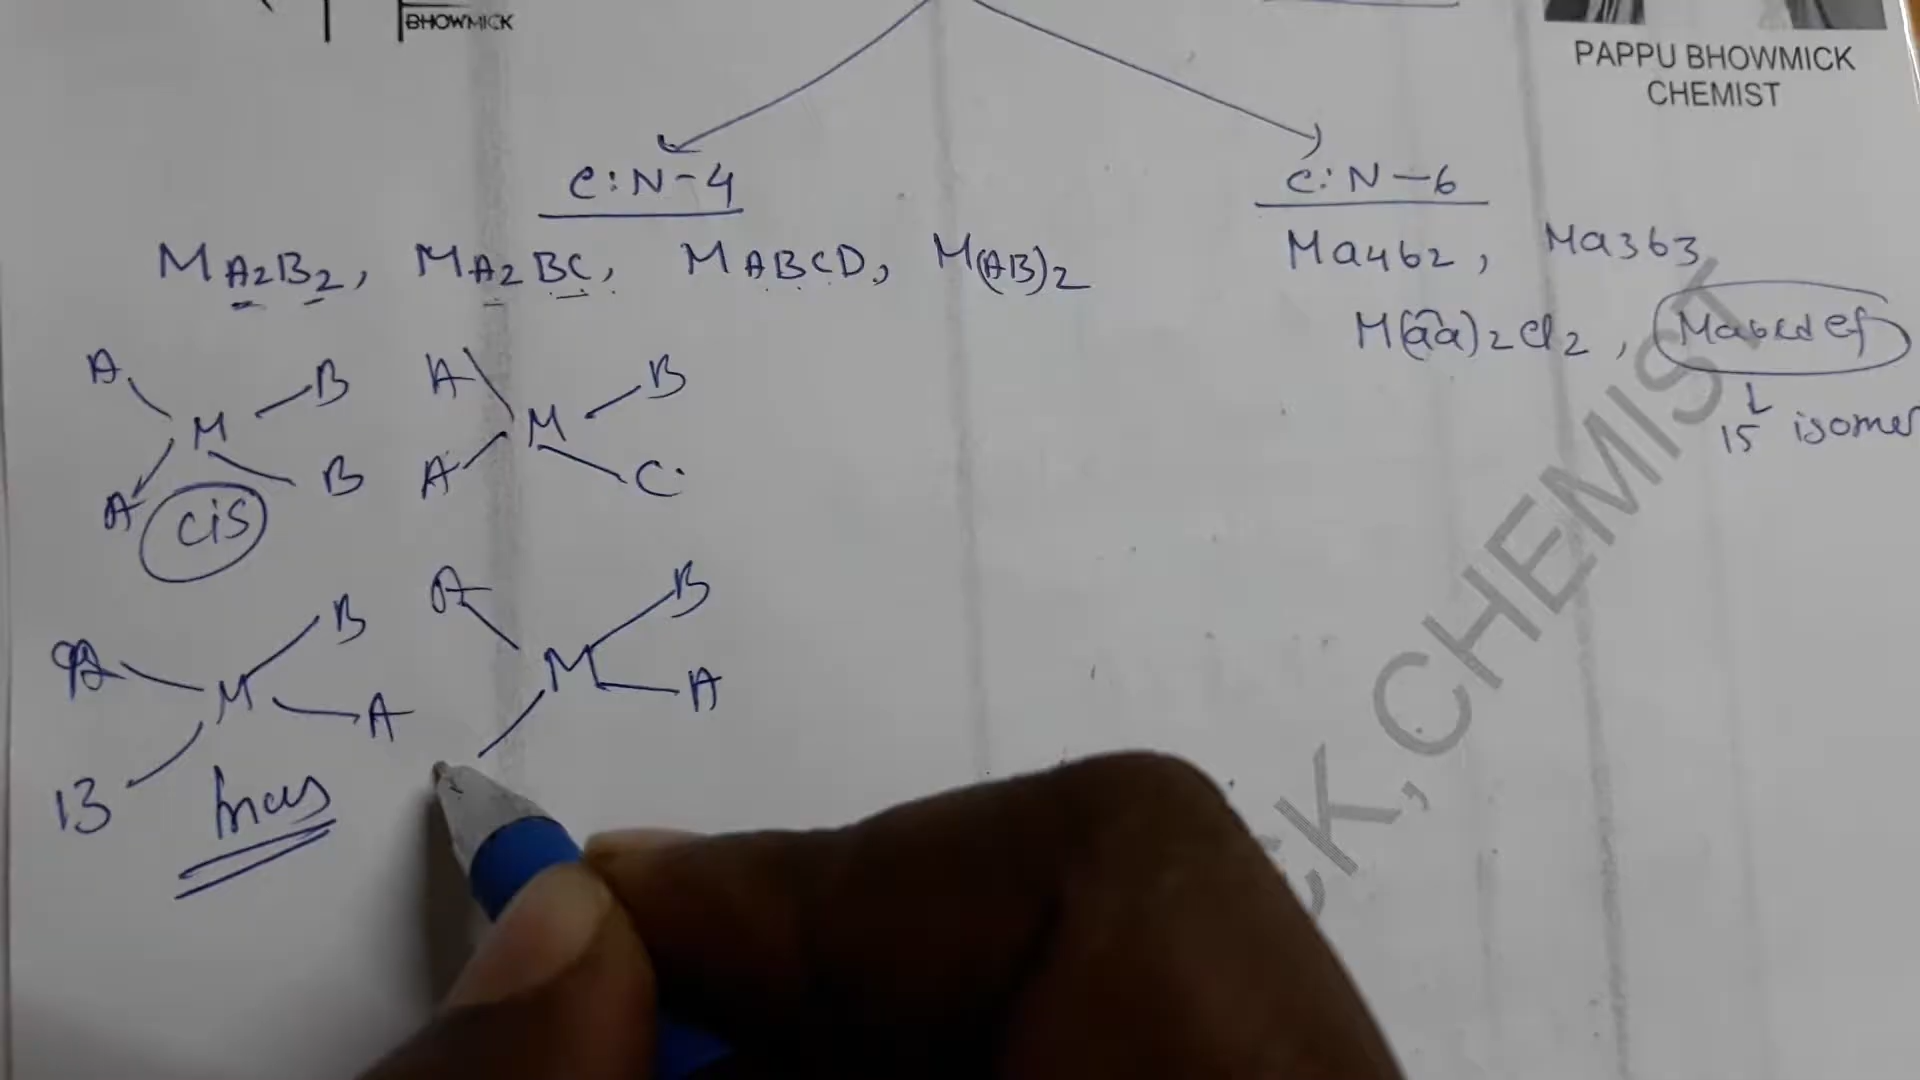 BHOWMICK
PAPPU BHOWMICK
CHEMIST
C:N-4
C:N-6
MA2B2, MA2BC, MABCD, M(AB)2
Ma4b2, Ma3b3,
M(aa)2Cl2, Mabcdef
15 isomer
A B A B
M M
A B A C
cis
A B A B
M A M A
B
trans
CK, CHEMIST